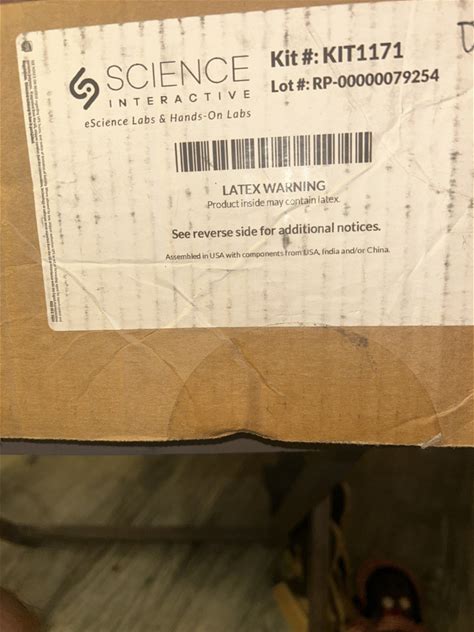 SCIENCE
INTERACTIVE
eScience Labs & Hands-On Labs
Kit #: KIT1171
Lot #: RP-00000079254
LATEX WARNING
Product inside may contain latex.
See reverse side for additional notices.
Assembled in USA with components from USA, India and/or China.